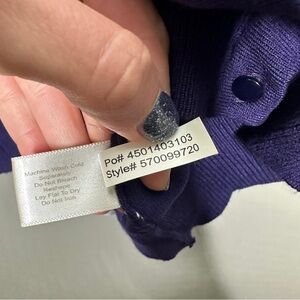 Machine Wash Cold
Separately
Do Not Bleach
Reshape
Lay Flat To Dry
Do Not Iron
Po# 4501403103
Style# 570099720